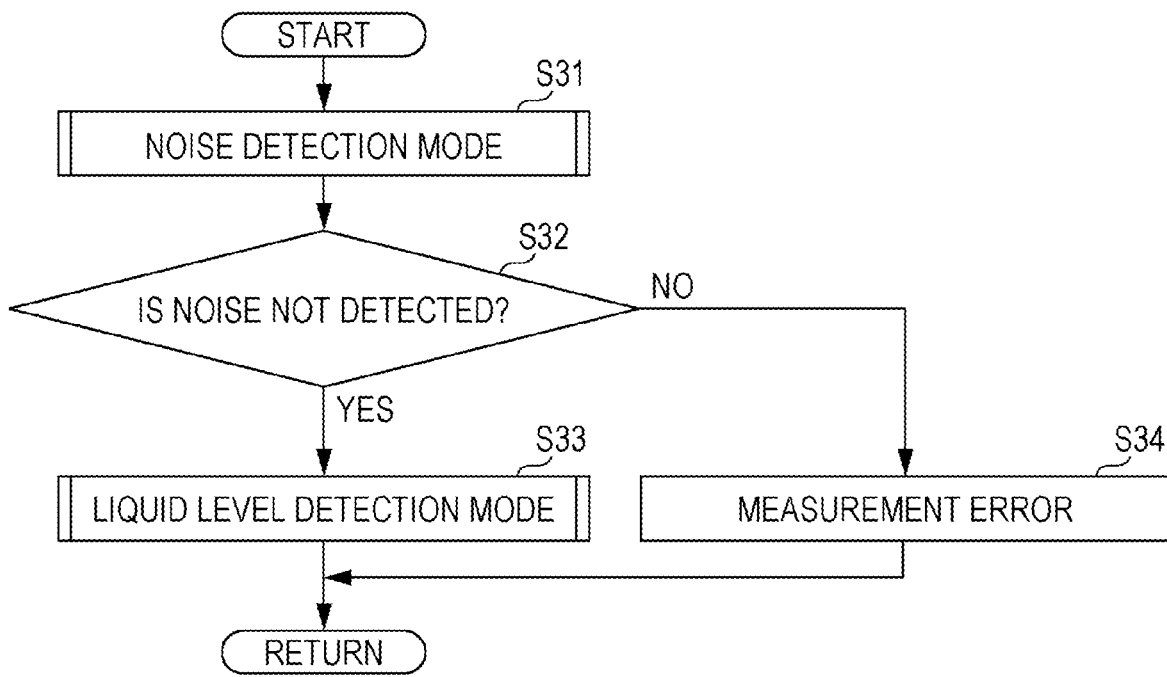 START
S31
NOISE DETECTION MODE
S32
IS NOISE NOT DETECTED?
NO
YES
S33
LIQUID LEVEL DETECTION MODE
S34
MEASUREMENT ERROR
RETURN